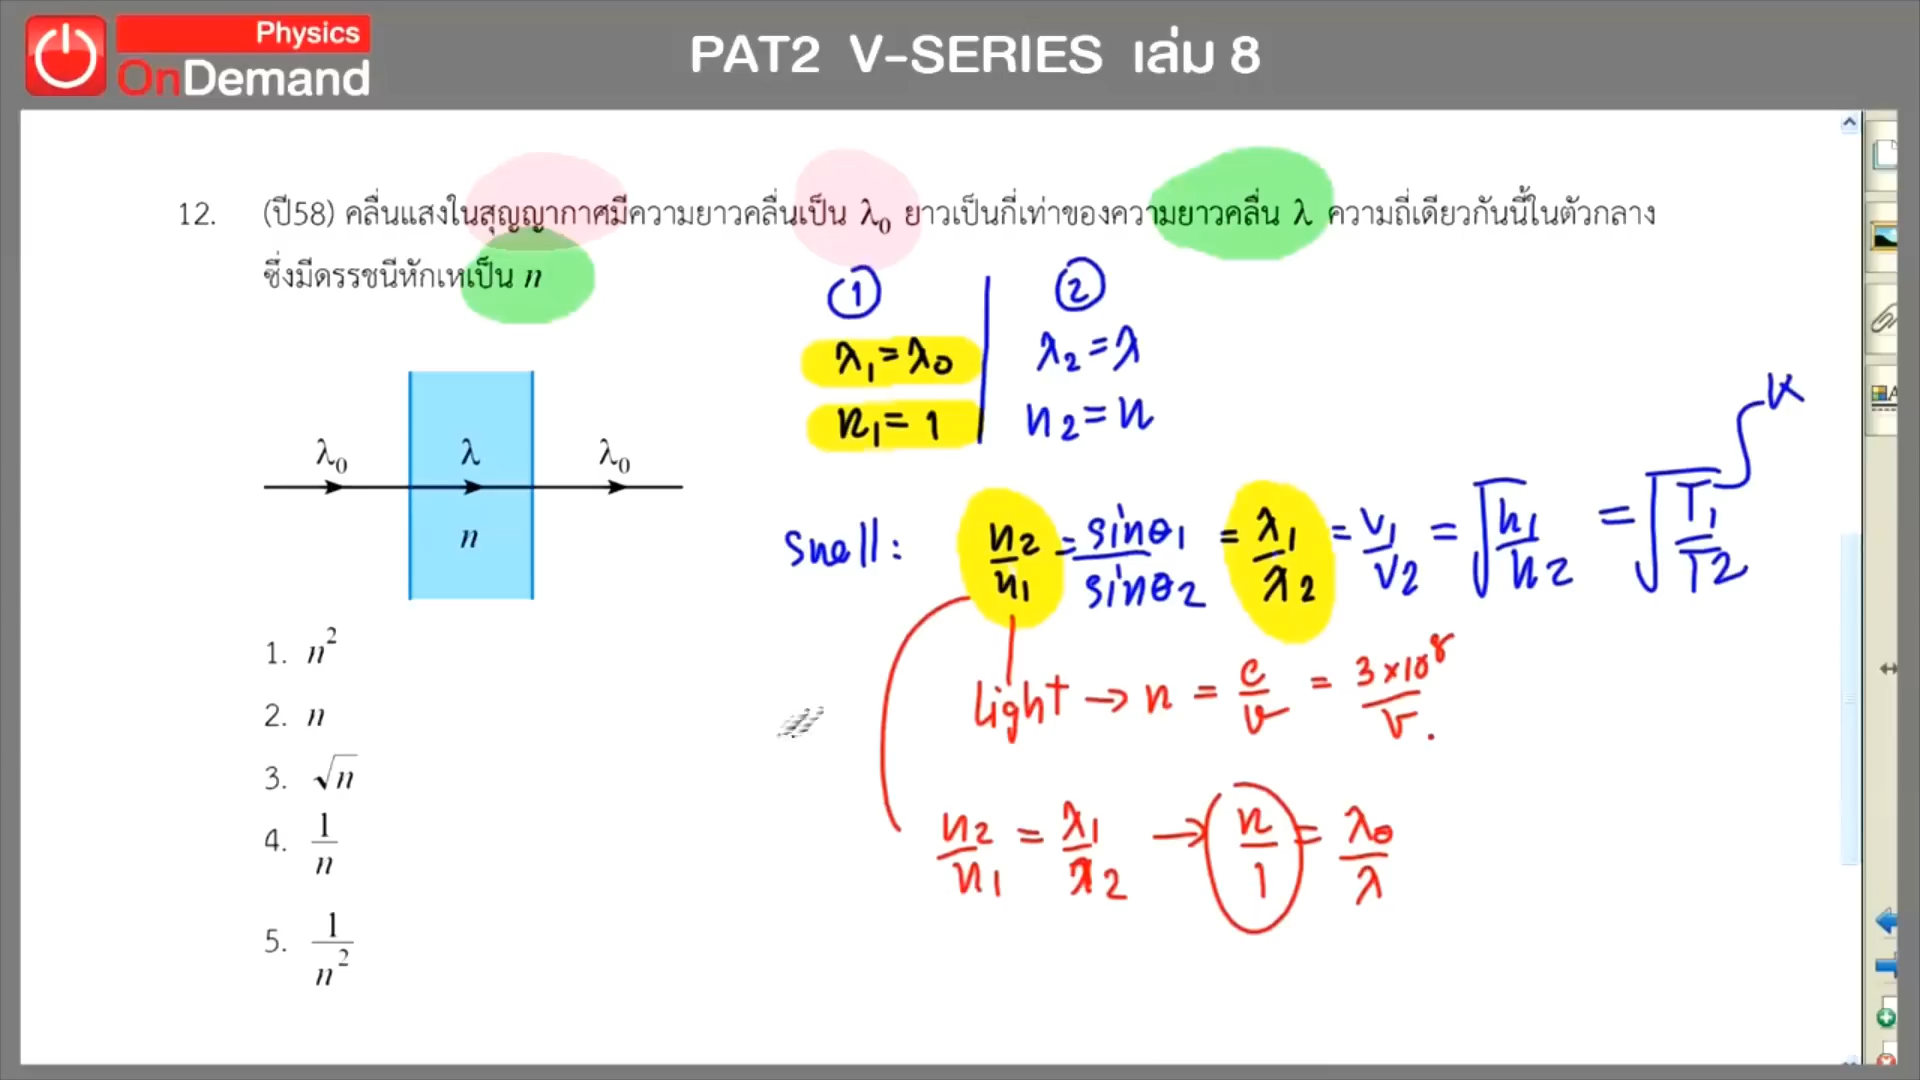 Physics
OnDemand
PAT2 V-SERIES เล่ม 8
12. (ปี58) คลื่นแสงในสุญญากาศมีความยาวคลื่นเป็น λ₀ ยาวเป็นกี่เท่าของความยาวคลื่น λ ความถี่เดียวกันนี้ในตัวกลาง
ซึ่งมีดรรชนีหักเหเป็น n
① ②
λ₁ = λ₀ λ₂ = λ
n₁ = 1 n₂ = n
λ₀ λ λ₀
n
Snell: n₂/n₁ = sinθ₁/sinθ₂ = λ₁/λ₂ = v₁/v₂ = √(h₁/h₂) = √(T₁/T₂) K
light → n = c/v = 3×10⁸/v.
n₂/n₁ = λ₁/λ₂ → n/1 = λ₀/λ
1. n²
2. n
3. √n
4. 1/n
5. 1/n²